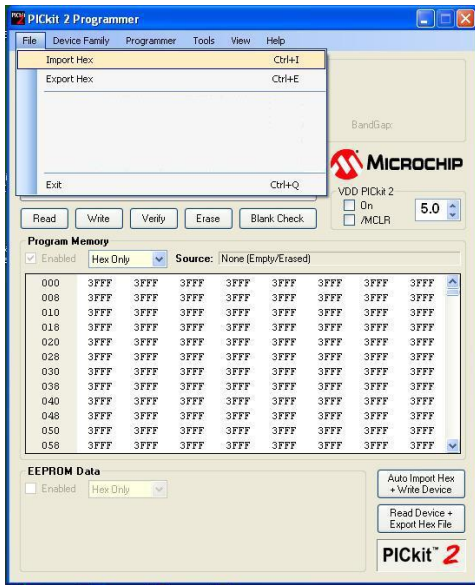 PICkit 2 Programmer
File Device Family Programmer Tools View Help
Import Hex Ctrl+I
Export Hex Ctrl+E
BandGap:
MICROCHIP
Exit Ctrl+Q
VDD PICkit 2
On
/MCLR
5.0
Read Write Verify Erase Blank Check
Program Memory
Enabled Hex Only Source: None (Empty/Erased)
000 3FFF 3FFF 3FFF 3FFF 3FFF 3FFF 3FFF 3FFF
008 3FFF 3FFF 3FFF 3FFF 3FFF 3FFF 3FFF 3FFF
010 3FFF 3FFF 3FFF 3FFF 3FFF 3FFF 3FFF 3FFF
018 3FFF 3FFF 3FFF 3FFF 3FFF 3FFF 3FFF 3FFF
020 3FFF 3FFF 3FFF 3FFF 3FFF 3FFF 3FFF 3FFF
028 3FFF 3FFF 3FFF 3FFF 3FFF 3FFF 3FFF 3FFF
030 3FFF 3FFF 3FFF 3FFF 3FFF 3FFF 3FFF 3FFF
038 3FFF 3FFF 3FFF 3FFF 3FFF 3FFF 3FFF 3FFF
040 3FFF 3FFF 3FFF 3FFF 3FFF 3FFF 3FFF 3FFF
048 3FFF 3FFF 3FFF 3FFF 3FFF 3FFF 3FFF 3FFF
050 3FFF 3FFF 3FFF 3FFF 3FFF 3FFF 3FFF 3FFF
058 3FFF 3FFF 3FFF 3FFF 3FFF 3FFF 3FFF 3FFF
EEPROM Data
Enabled Hex Only
Auto Import Hex
+ Write Device
Read Device +
Export Hex File
PICkit™ 2